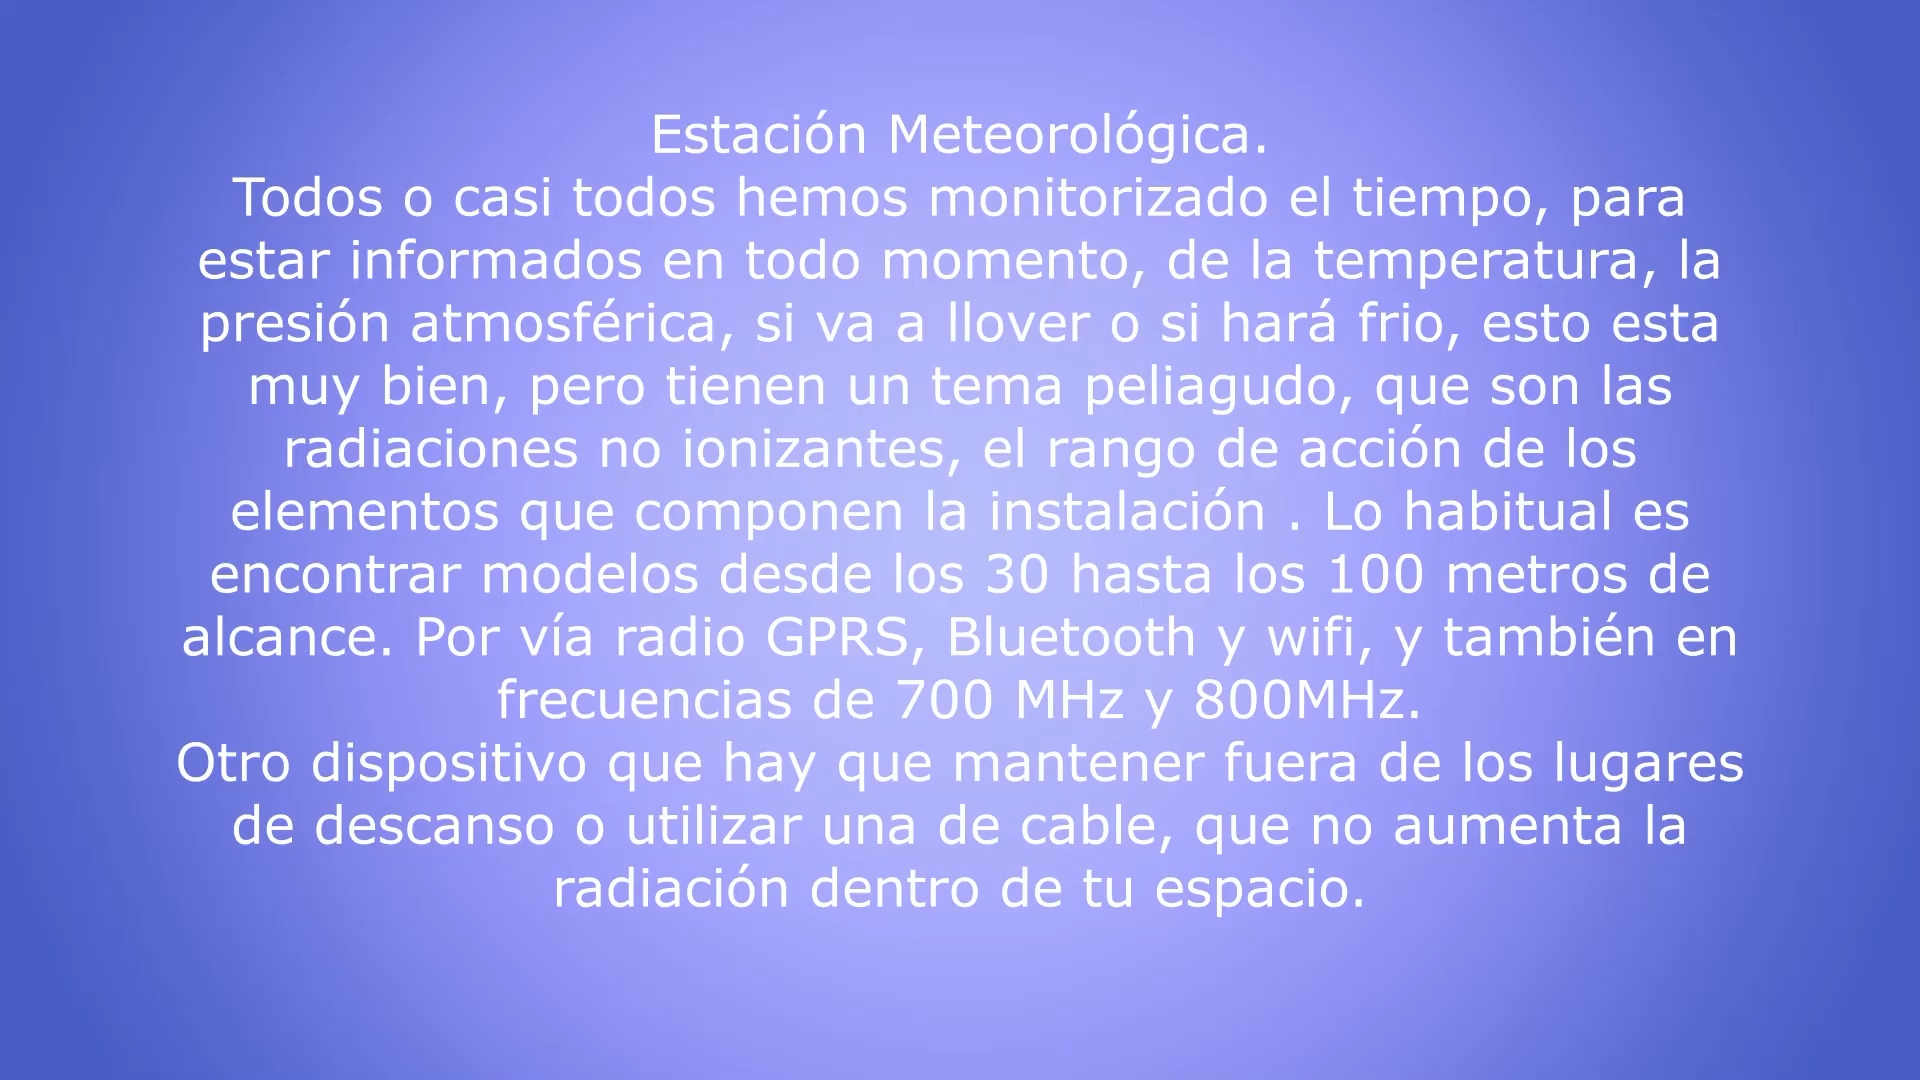 Estación Meteorológica.
Todos o casi todos hemos monitorizado el tiempo, para
estar informados en todo momento, de la temperatura, la
presión atmosférica, si va a llover o si hará frio, esto esta
muy bien, pero tienen un tema peliagudo, que son las
radiaciones no ionizantes, el rango de acción de los
elementos que componen la instalación . Lo habitual es
encontrar modelos desde los 30 hasta los 100 metros de
alcance. Por vía radio GPRS, Bluetooth y wifi, y también en
frecuencias de 700 MHz y 800MHz.
Otro dispositivo que hay que mantener fuera de los lugares
de descanso o utilizar una de cable, que no aumenta la
radiación dentro de tu espacio.